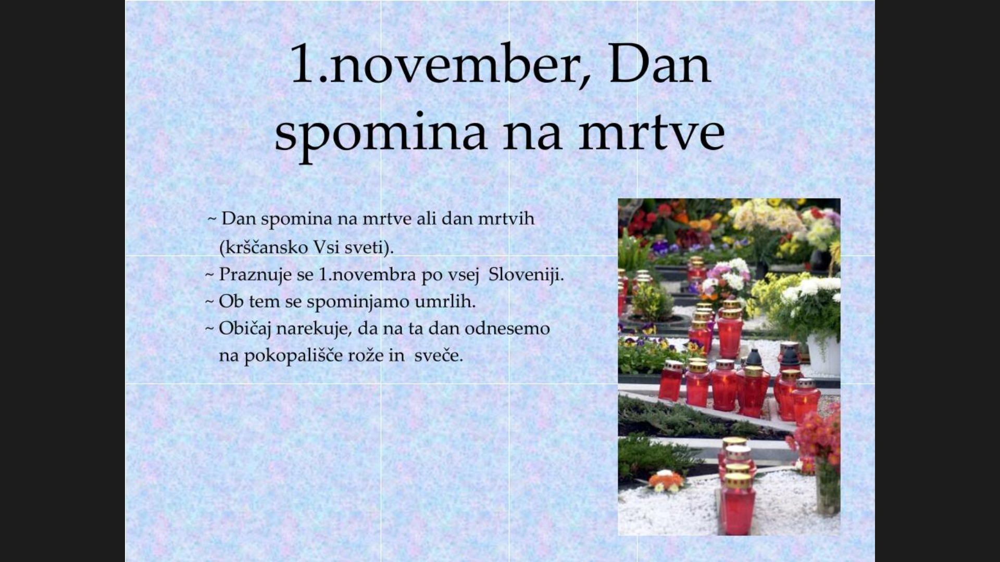 1.november, Dan
spomina na mrtve
~ Dan spomina na mrtve ali dan mrtvih
(krščansko Vsi sveti).
~ Praznuje se 1.novembra po vsej  Sloveniji.
~ Ob tem se spominjamo umrlih.
~ Običaj narekuje, da na ta dan odnesemo
na pokopališče rože in  sveče.